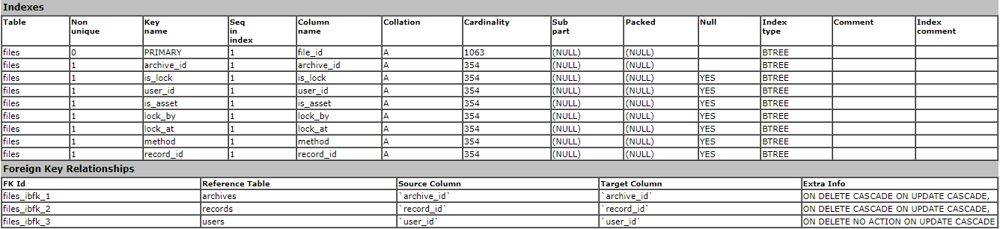 Indexes
Table Non unique Key name Seq in index Column name Collation Cardinality Sub part Packed Null Index type Comment Index comment
files 0 PRIMARY 1 file_id A 1063 (NULL) (NULL) BTREE
files 1 archive_id 1 archive_id A 354 (NULL) (NULL) BTREE
files 1 is_lock 1 is_lock A 354 (NULL) (NULL) YES BTREE
files 1 user_id 1 user_id A 354 (NULL) (NULL) YES BTREE
files 1 is_asset 1 is_asset A 354 (NULL) (NULL) YES BTREE
files 1 lock_by 1 lock_by A 354 (NULL) (NULL) YES BTREE
files 1 lock_at 1 lock_at A 354 (NULL) (NULL) YES BTREE
files 1 method 1 method A 354 (NULL) (NULL) YES BTREE
files 1 record_id 1 record_id A 354 (NULL) (NULL) YES BTREE
Foreign Key Relationships
FK Id Reference Table Source Column Target Column Extra Info
files_ibfk_1 archives `archive_id` `archive_id` ON DELETE CASCADE ON UPDATE CASCADE,
files_ibfk_2 records `record_id` `record_id` ON DELETE CASCADE ON UPDATE CASCADE,
files_ibfk_3 users `user_id` `user_id` ON DELETE NO ACTION ON UPDATE CASCADE